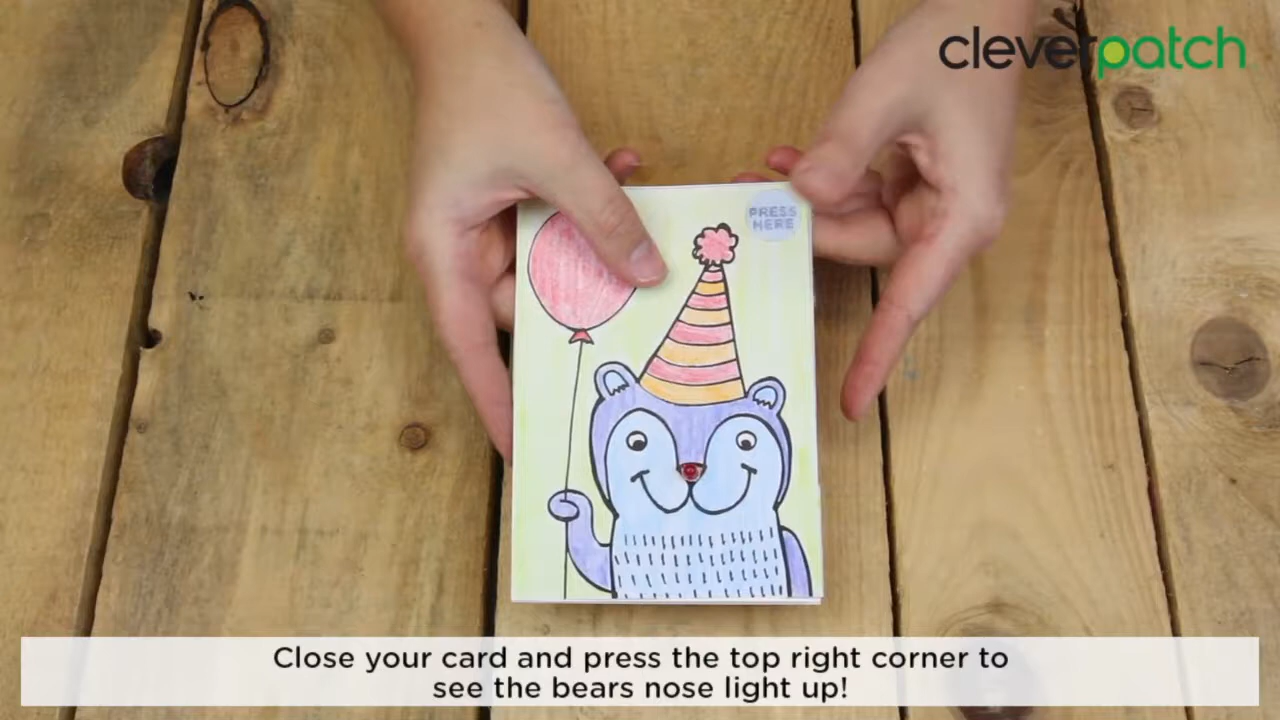 cleverpatch
PRESS
HERE
Close your card and press the top right corner to
see the bears nose light up!